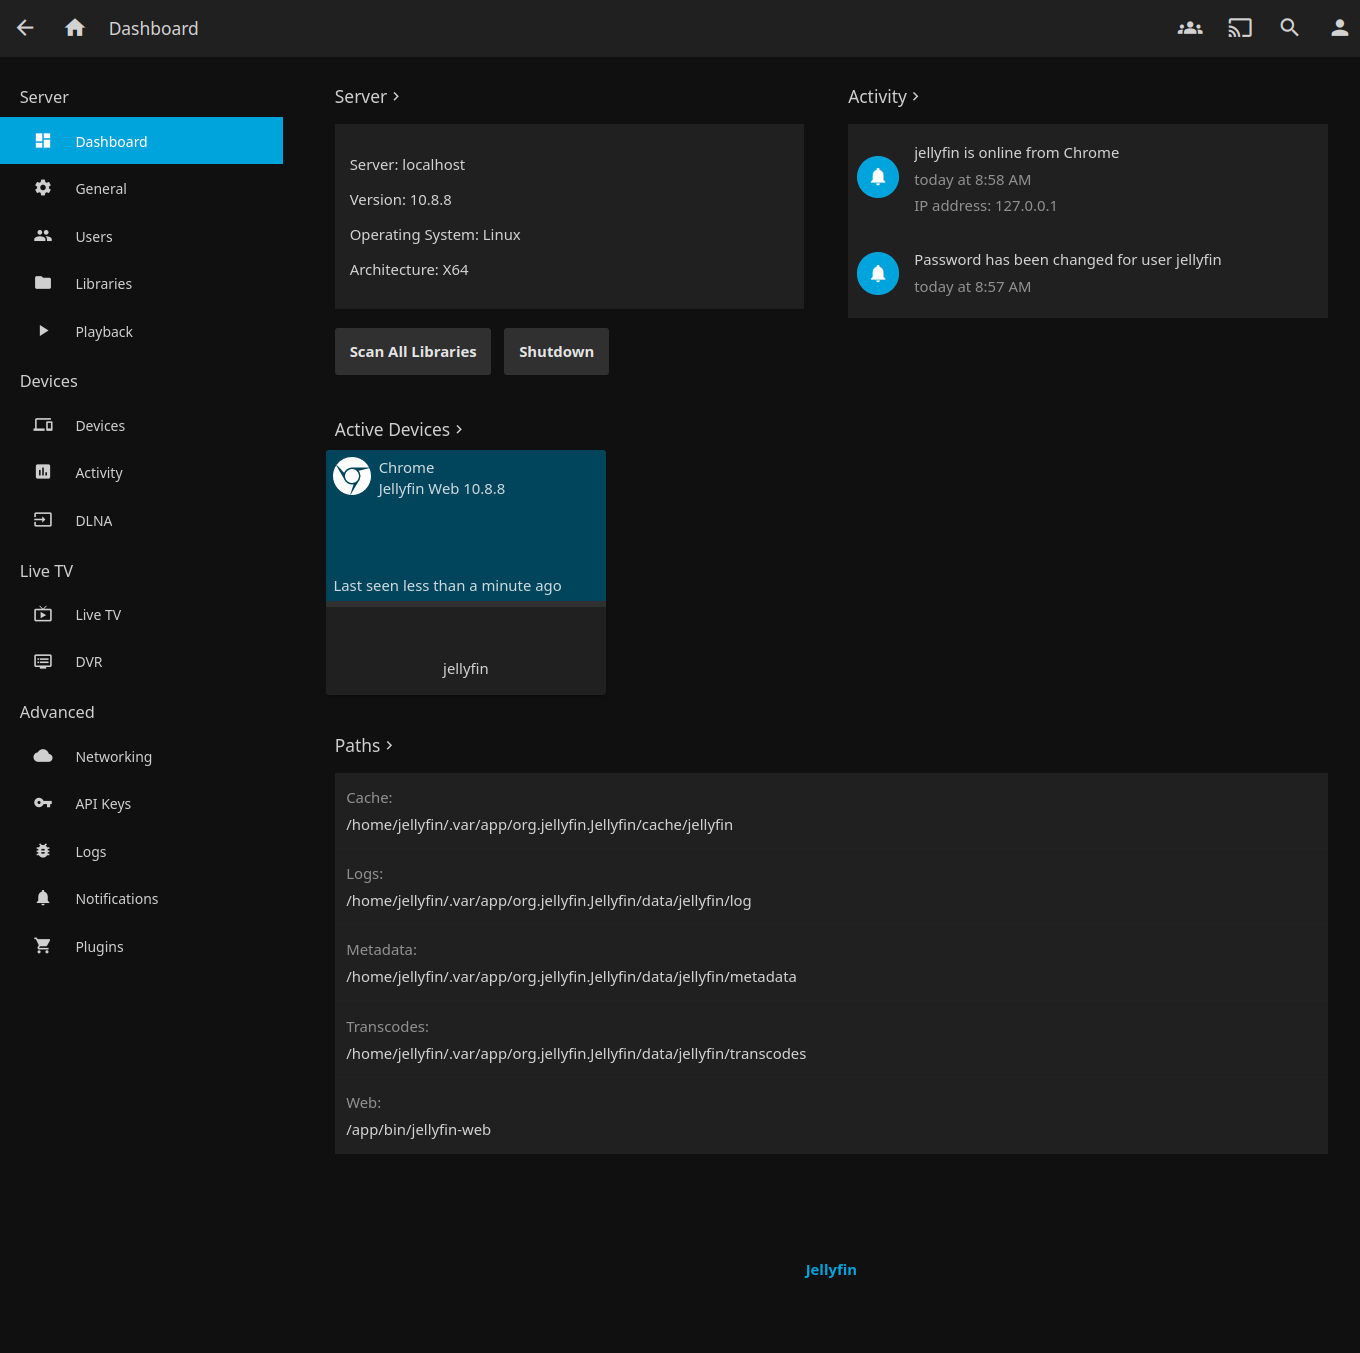 Dashboard
Server
Dashboard
General
Users
Libraries
Playback
Devices
Devices
Activity
DLNA
Live TV
Live TV
DVR
Advanced
Networking
API Keys
Logs
Notifications
Plugins
Server
Server: localhost
Version: 10.8.8
Operating System: Linux
Architecture: X64
Scan All Libraries
Shutdown
Activity
jellyfin is online from Chrome
today at 8:58 AM
IP address: 127.0.0.1
Password has been changed for user jellyfin
today at 8:57 AM
Active Devices
Chrome
Jellyfin Web 10.8.8
Last seen less than a minute ago
jellyfin
Paths
Cache:
/home/jellyfin/.var/app/org.jellyfin.Jellyfin/cache/jellyfin
Logs:
/home/jellyfin/.var/app/org.jellyfin.Jellyfin/data/jellyfin/log
Metadata:
/home/jellyfin/.var/app/org.jellyfin.Jellyfin/data/jellyfin/metadata
Transcodes:
/home/jellyfin/.var/app/org.jellyfin.Jellyfin/data/jellyfin/transcodes
Web:
/app/bin/jellyfin-web
Jellyfin